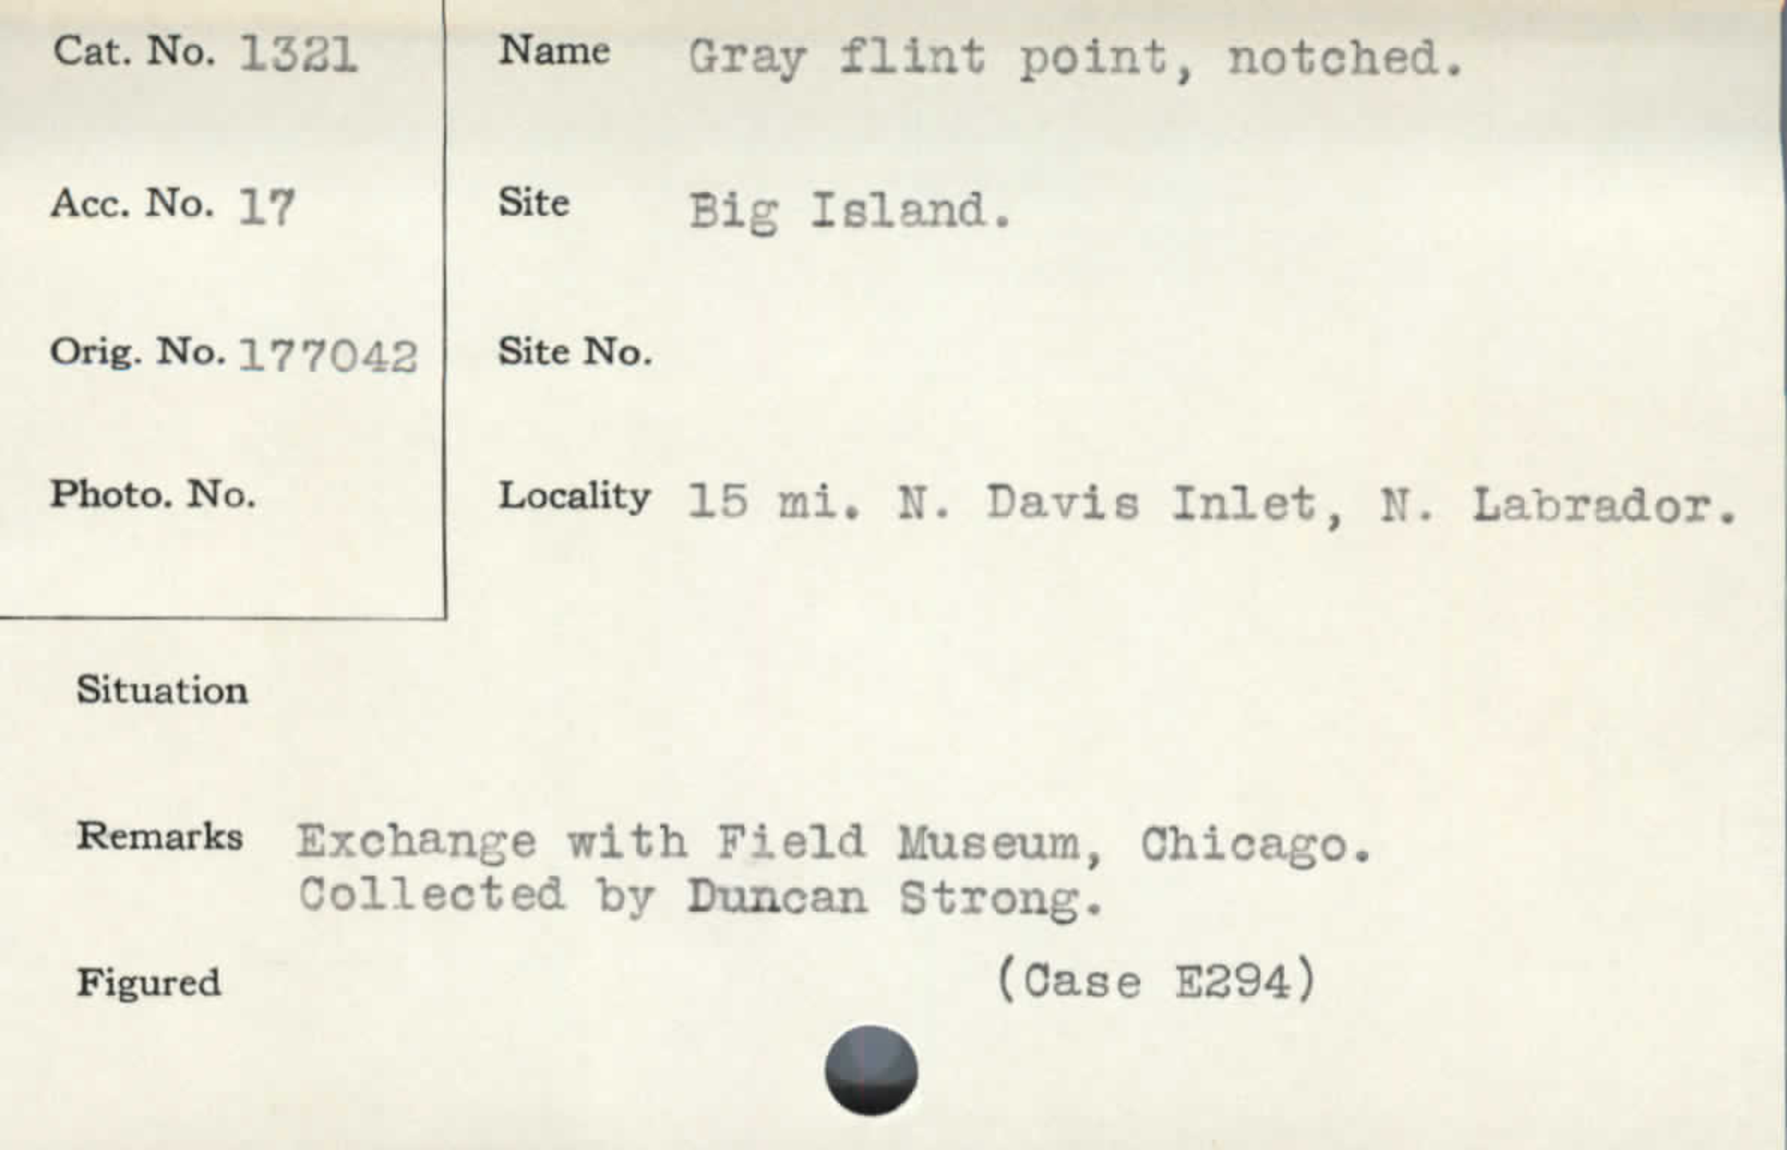 Cat. No. 1321
Name Gray flint point, notched.
Acc. No. 17
Site Big Island.
Orig. No. 177042
Site No.
Photo. No.
Locality 15 mi. N. Davis Inlet, N. Labrador.
Situation
Remarks Exchange with Field Museum, Chicago.
Collected by Duncan Strong.
Figured (Case E294)